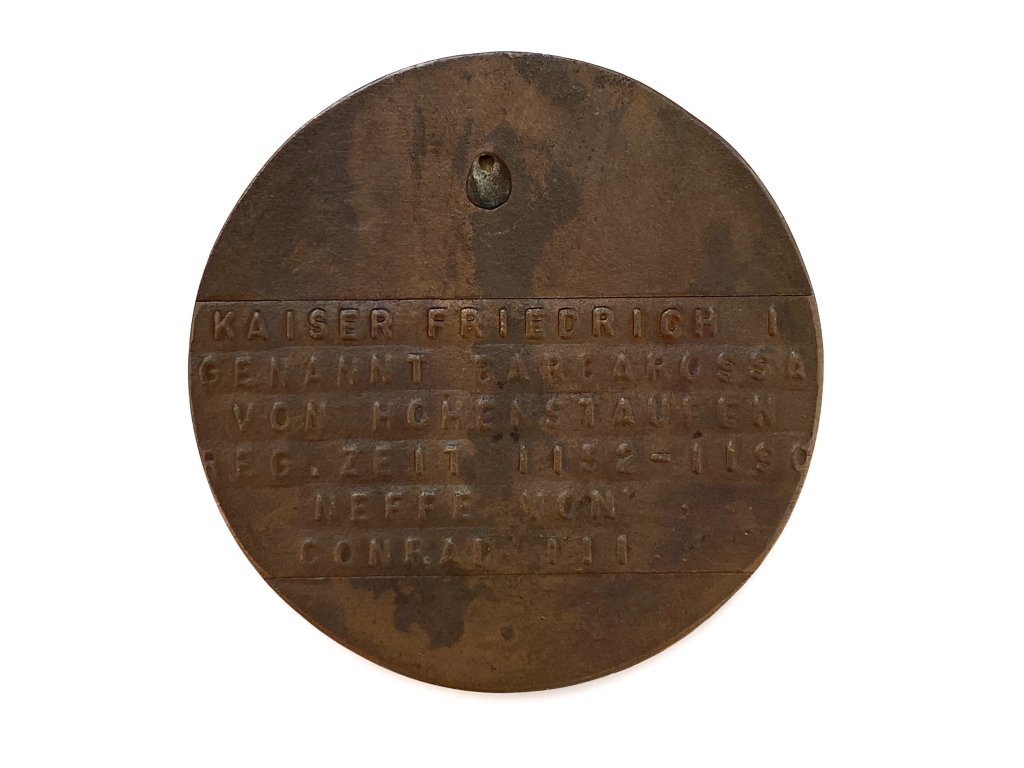 KAISER FRIEDRICH I
GENANNT BARBAROSSA
VON HOHENSTAUFEN
REG.ZEIT 1152-1190
NEFFE VON
CONRAD III